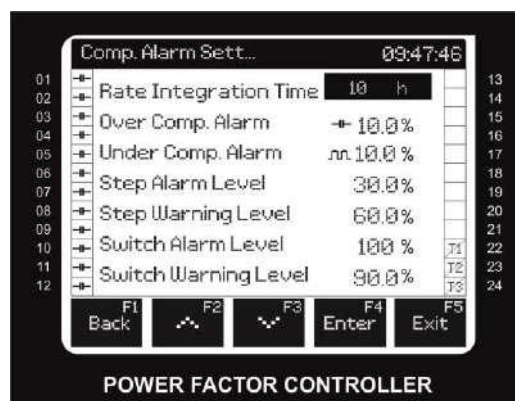 Comp. Alarm Sett... 09:47:46
01
02
03
04
05
06
07
08
09
10
11
12
Rate Integration Time 10 h
Over Comp. Alarm 10.0%
Under Comp. Alarm 10.0 %
Step Alarm Level 30.0%
Step Warning Level 60.0%
Switch Alarm Level 100 %
Switch Warning Level 90.0%
T1
T2
T3
13
14
15
16
17
18
19
20
21
22
23
24
F1 F2 F3 F4 F5
Back Enter Exit
POWER FACTOR CONTROLLER